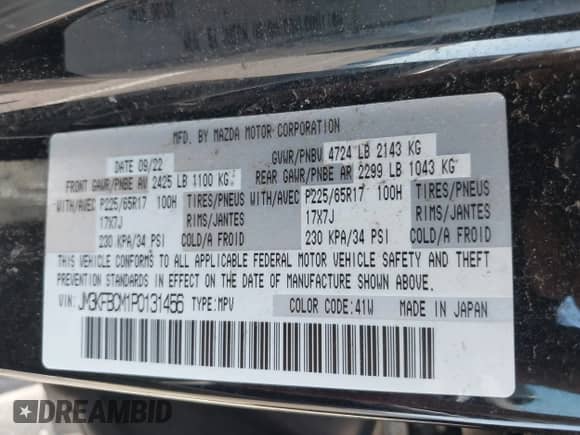 MFD. BY MAZDA MOTOR CORPORATION
DATE 09/22 GVWR/PNBV 4724 LB 2143 KG
FRONT GAWR/PNBE AV 2425 LB 1100 KG REAR GAWR/PNBE AR 2299 LB 1043 KG
WITH/AVEC P225/65R17 100H TIRES/PNEUS WITH/AVEC P225/65R17 100H TIRES/PNEUS
17X7J RIMS/JANTES 17X7J RIMS/JANTES
230 KPA/34 PSI COLD/A FROID 230 KPA/34 PSI COLD/A FROID
THIS VEHICLE CONFORMS TO ALL APPLICABLE FEDERAL MOTOR VEHICLE SAFETY AND THEFT
PREVENTION STANDARDS IN EFFECT ON THE DATE OF MANUFACTURE SHOWN ABOVE.
VIN: JM3KFBCM1P0131456 TYPE:MPV COLOR CODE:41W MADE IN JAPAN
DREAMBID